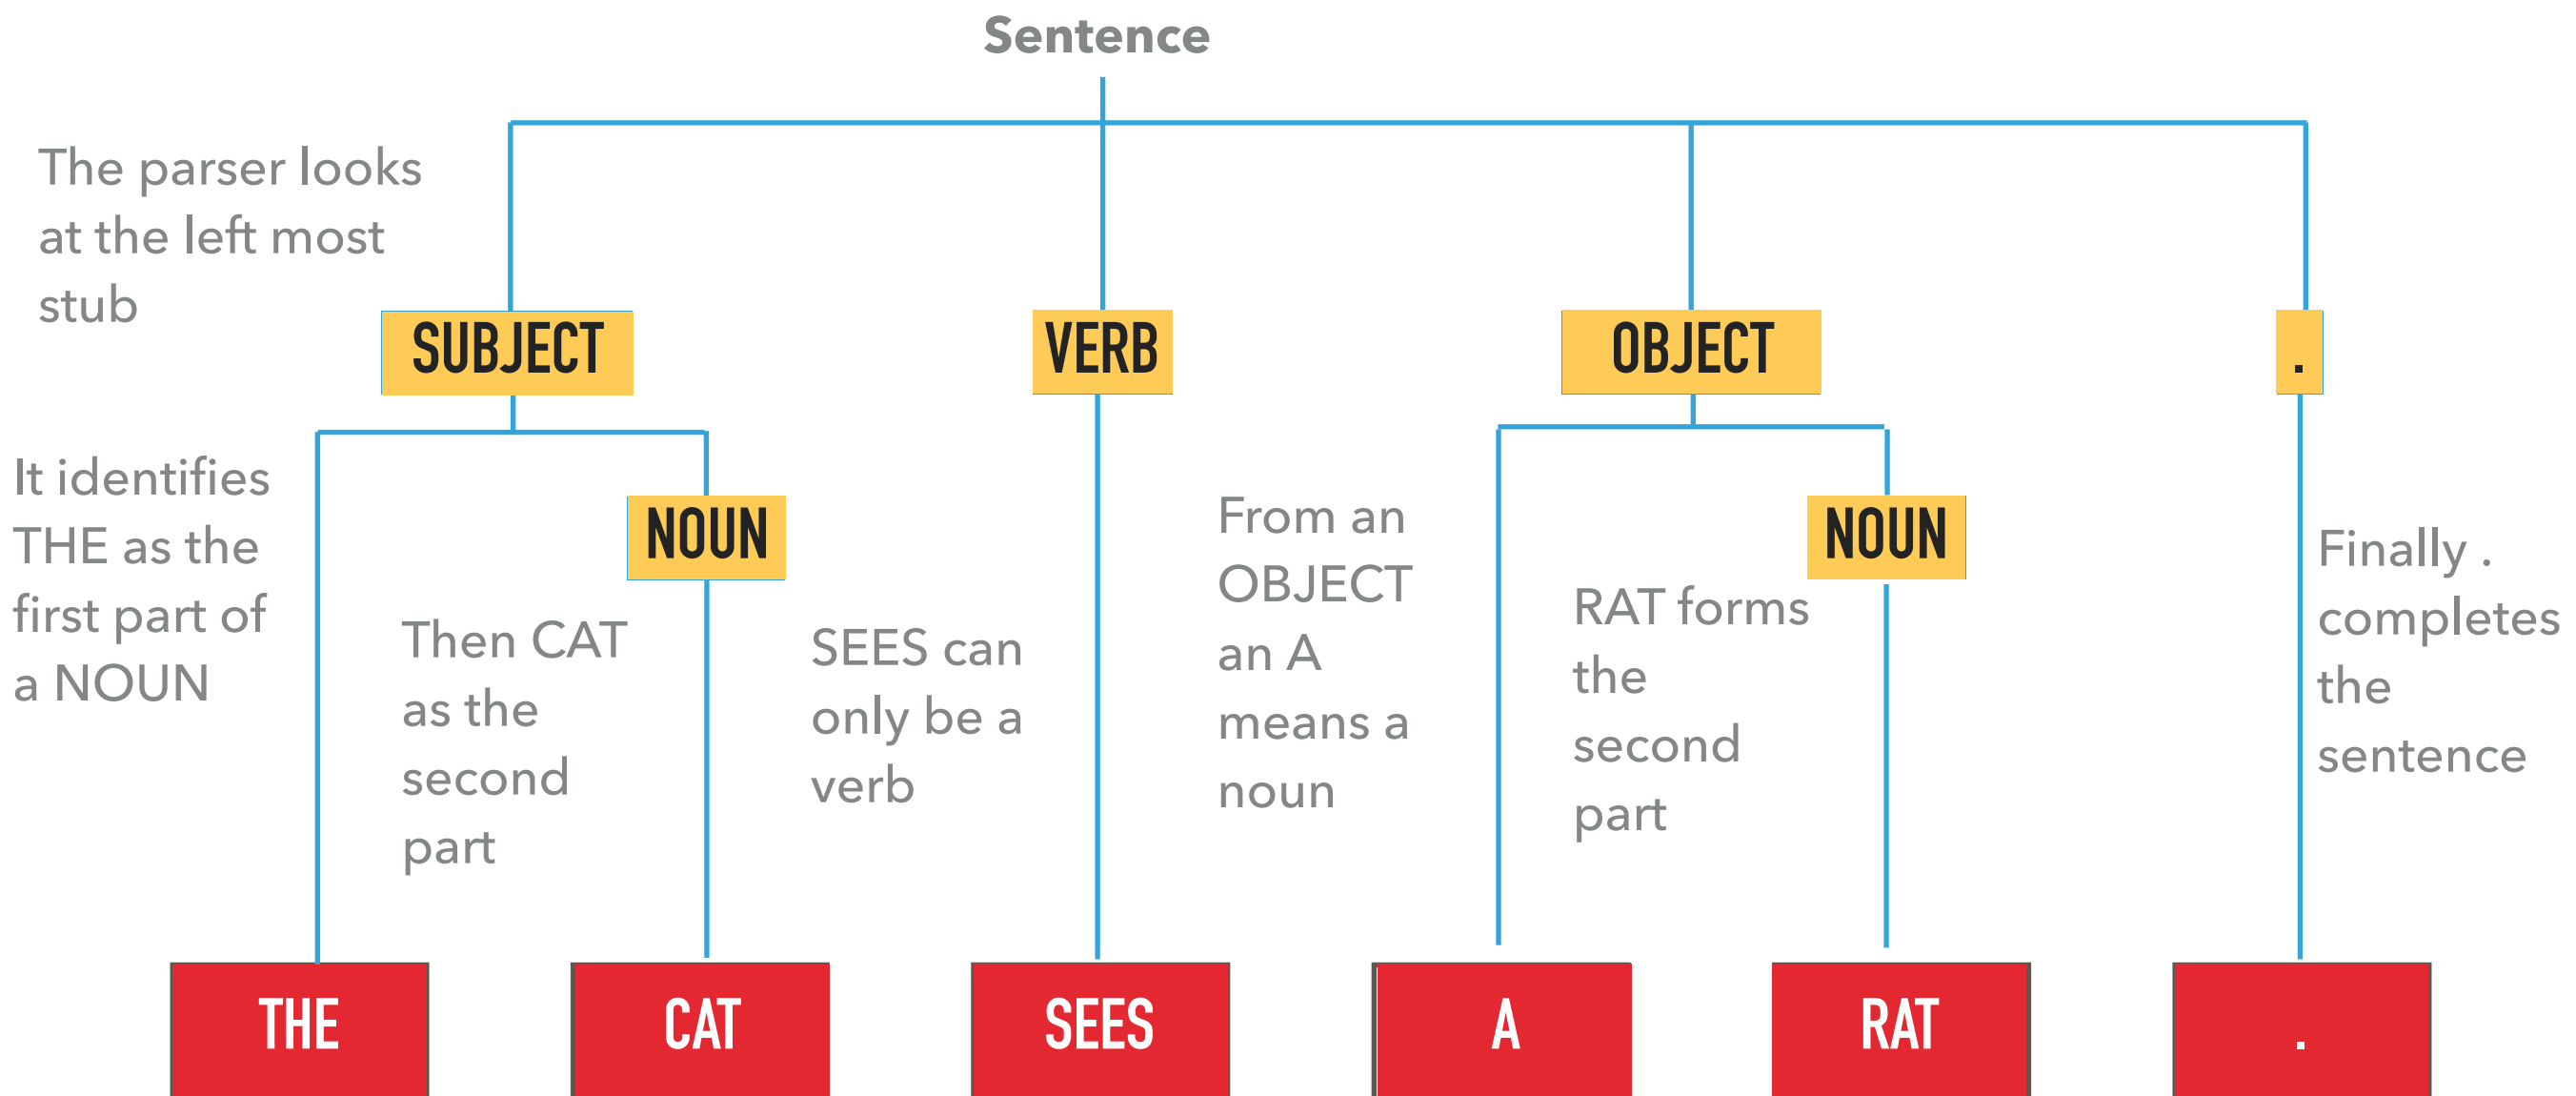 Sentence
The parser looks
at the left most
stub
SUBJECT
VERB
OBJECT
.
It identifies
THE as the
first part of
a NOUN
NOUN
Then CAT
as the
second
part
SEES can
only be a
verb
From an
OBJECT
an A
means a
noun
NOUN
RAT forms
the
second
part
Finally .
completes
the
sentence
THE
CAT
SEES
A
RAT
.